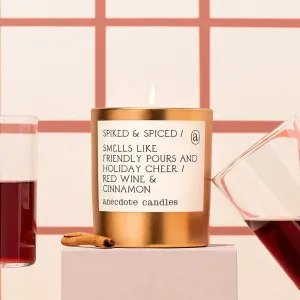 SPIKED & SPICED /
ⓐ
SMELLS LIKE
FRIENDLY POURS AND
HOLIDAY CHEER /
RED WINE &
CINNAMON
anecdote candles